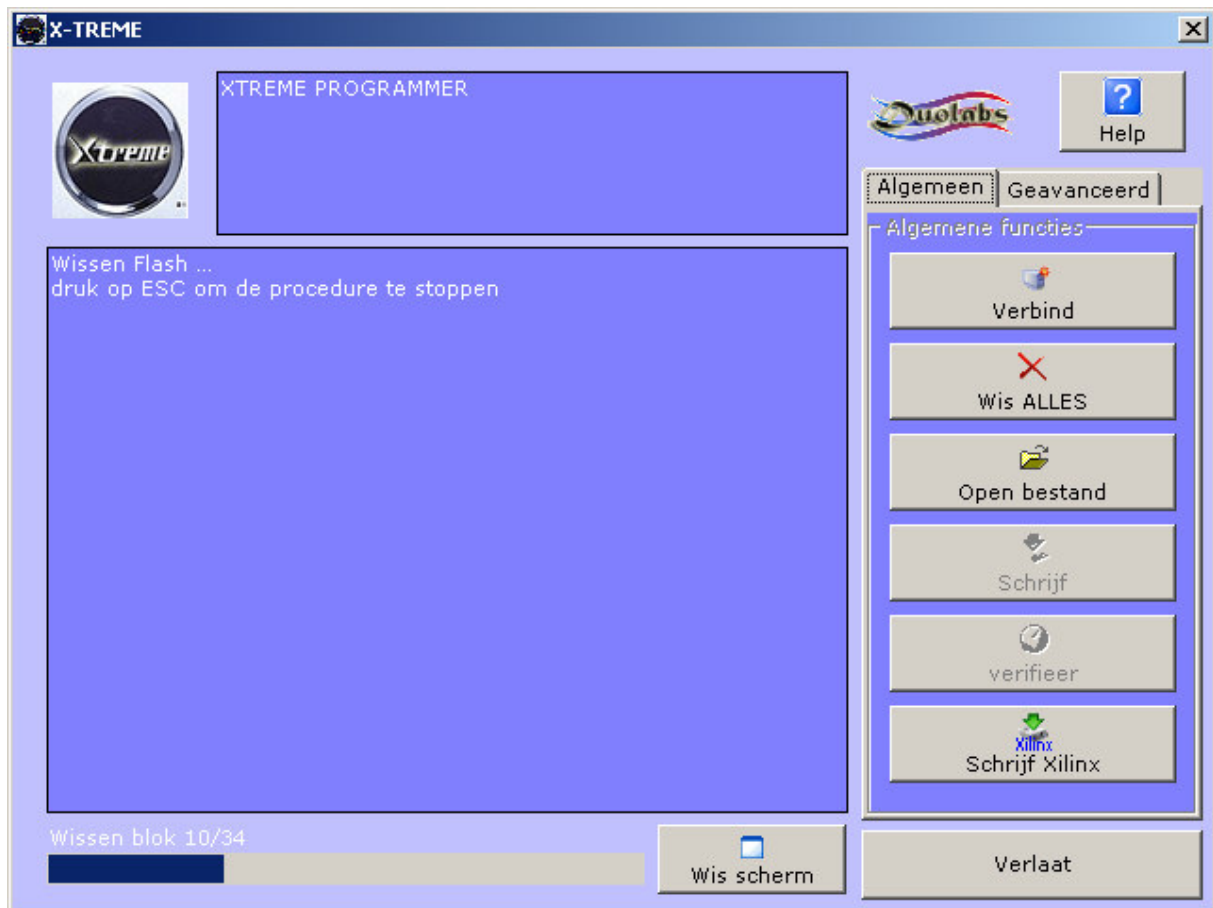 X-TREME
Xtreme
XTREME PROGRAMMER
Duolabs
Help
Algemeen
Geavanceerd
Wissen Flash ...
druk op ESC om de procedure te stoppen
Algemene functies
Verbind
Wis ALLES
Open bestand
Schrijf
verifieer
Xilinx
Schrijf Xilinx
Wissen blok 10/34
Wis scherm
Verlaat